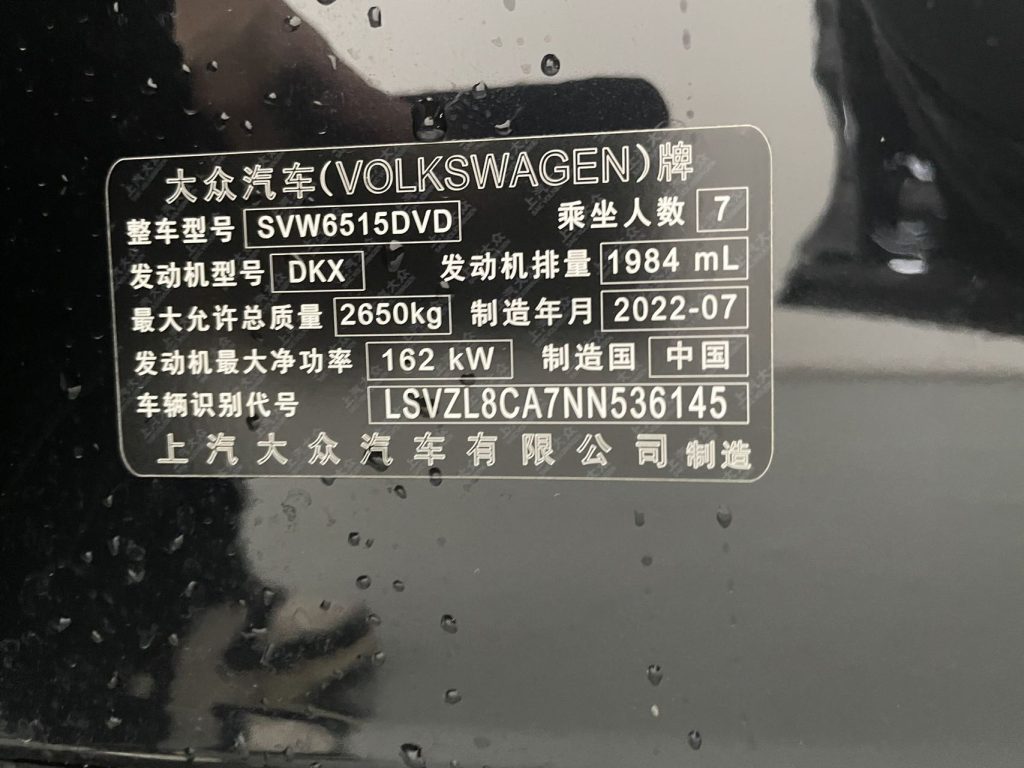 大众汽车(VOLKSWAGEN)牌
整车型号 SVW6515DVD 乘坐人数 7
发动机型号 DKX 发动机排量 1984 mL
最大允许总质量 2650kg 制造年月 2022-07
发动机最大净功率 162 kW 制造国 中国
车辆识别代号 LSVZL8CA7NN536145
上汽大众汽车有限公司 制造